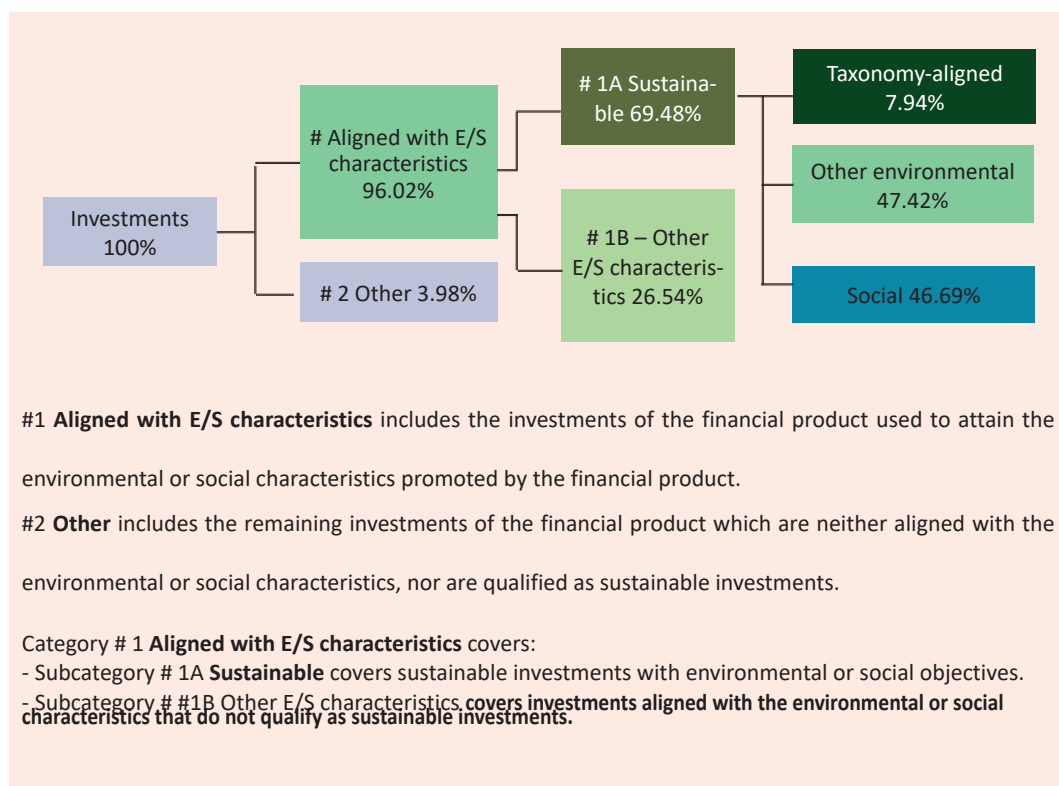 Investments
100%
# Aligned with E/S
characteristics
96.02%
# 2 Other 3.98%
# 1A Sustaina-
ble 69.48%
# 1B – Other
E/S characteris-
tics 26.54%
Taxonomy-aligned
7.94%
Other environmental
47.42%
Social 46.69%
#1 Aligned with E/S characteristics includes the investments of the financial product used to attain the
environmental or social characteristics promoted by the financial product.
#2 Other includes the remaining investments of the financial product which are neither aligned with the
environmental or social characteristics, nor are qualified as sustainable investments.
Category # 1 Aligned with E/S characteristics covers:
- Subcategory # 1A Sustainable covers sustainable investments with environmental or social objectives.
- Subcategory # #1B Other E/S characteristics covers investments aligned with the environmental or social
characteristics that do not qualify as sustainable investments.